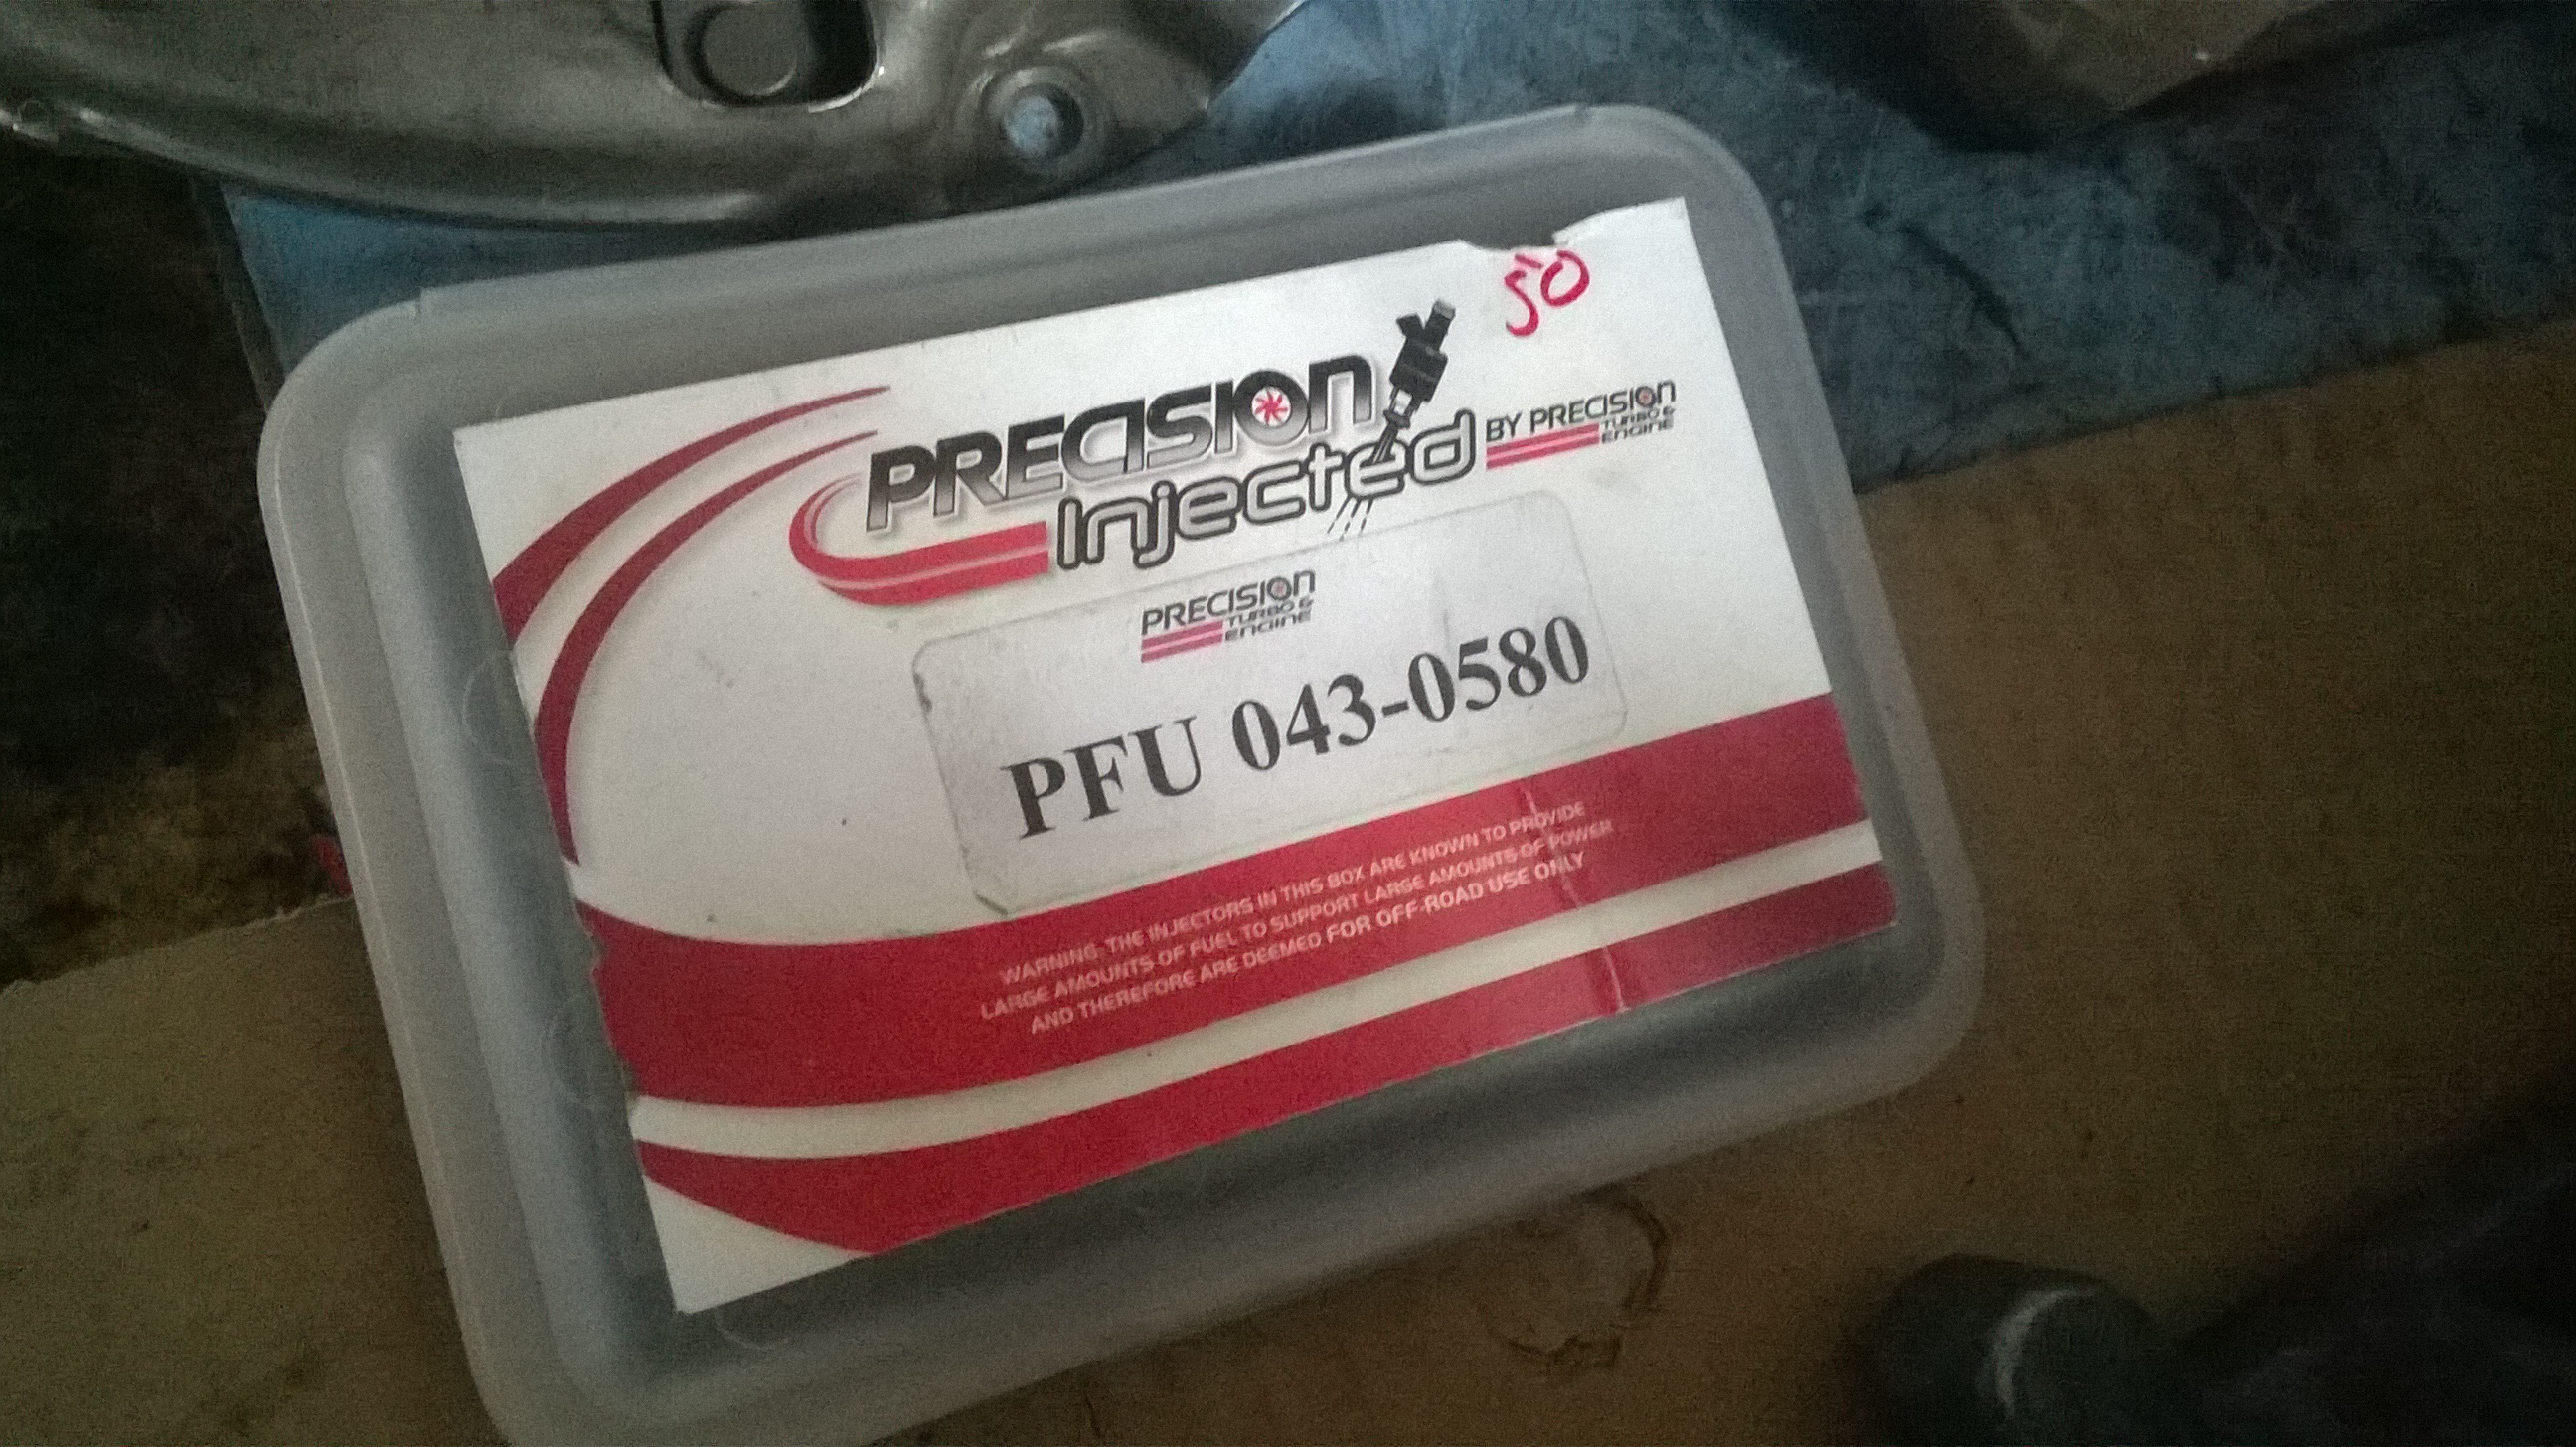 50
PRECISION
Injected
BY PRECISION
TURBO &
ENGINE
PRECISION
TURBO &
ENGINE
PFU 043-0580
WARNING: THE INJECTORS IN THIS BOX ARE KNOWN TO PROVIDE
LARGE AMOUNTS OF FUEL TO SUPPORT LARGE AMOUNTS OF POWER
AND THEREFORE ARE DEEMED FOR OFF-ROAD USE ONLY